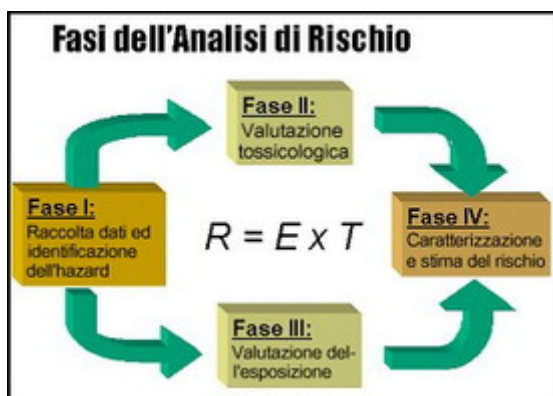 Fasi dell'Analisi di Rischio
Fase I:
Raccolta dati ed
identificazione
dell'hazard
Fase II:
Valutazione
tossicologica
R = E x T
Fase III:
Valutazione del-
l'esposizione
Fase IV:
Caratterizzazione
e stima del rischio